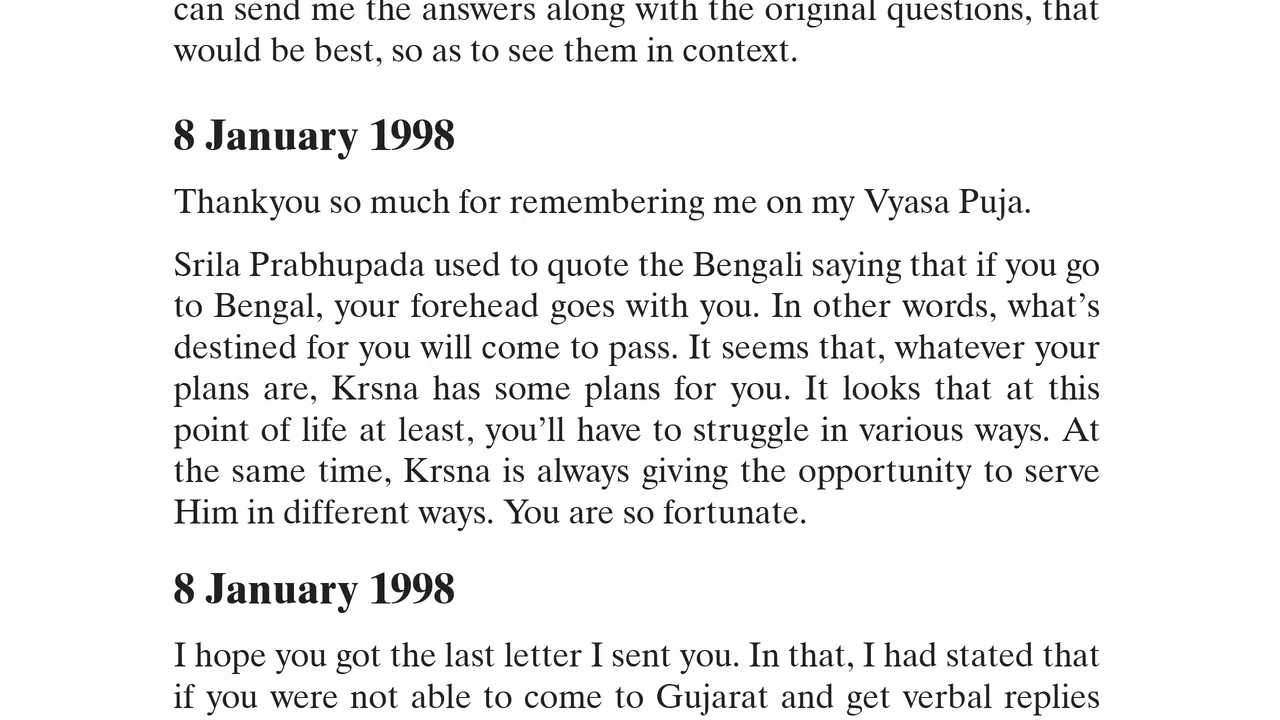 can send me the answers along with the original questions, that
would be best, so as to see them in context.
8 January 1998
Thankyou so much for remembering me on my Vyasa Puja.
Srila Prabhupada used to quote the Bengali saying that if you go
to Bengal, your forehead goes with you. In other words, what’s
destined for you will come to pass. It seems that, whatever your
plans are, Krsna has some plans for you. It looks that at this
point of life at least, you’ll have to struggle in various ways. At
the same time, Krsna is always giving the opportunity to serve
Him in different ways. You are so fortunate.
8 January 1998
I hope you got the last letter I sent you. In that, I had stated that
if you were not able to come to Gujarat and get verbal replies